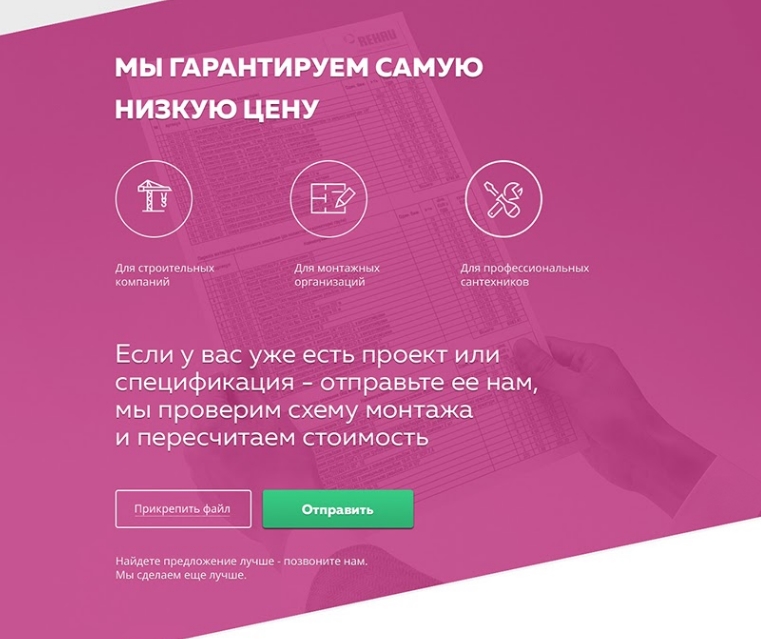 REHAU
МЫ ГАРАНТИРУЕМ САМУЮ
НИЗКУЮ ЦЕНУ
Для строительных
компаний
Для монтажных
организаций
Для профессиональных
сантехников
Если у вас уже есть проект или
спецификация – отправьте ее нам,
мы проверим схему монтажа
и пересчитаем стоимость
Прикрепить файл
Отправить
Найдете предложение лучше - позвоните нам.
Мы сделаем еще лучше.